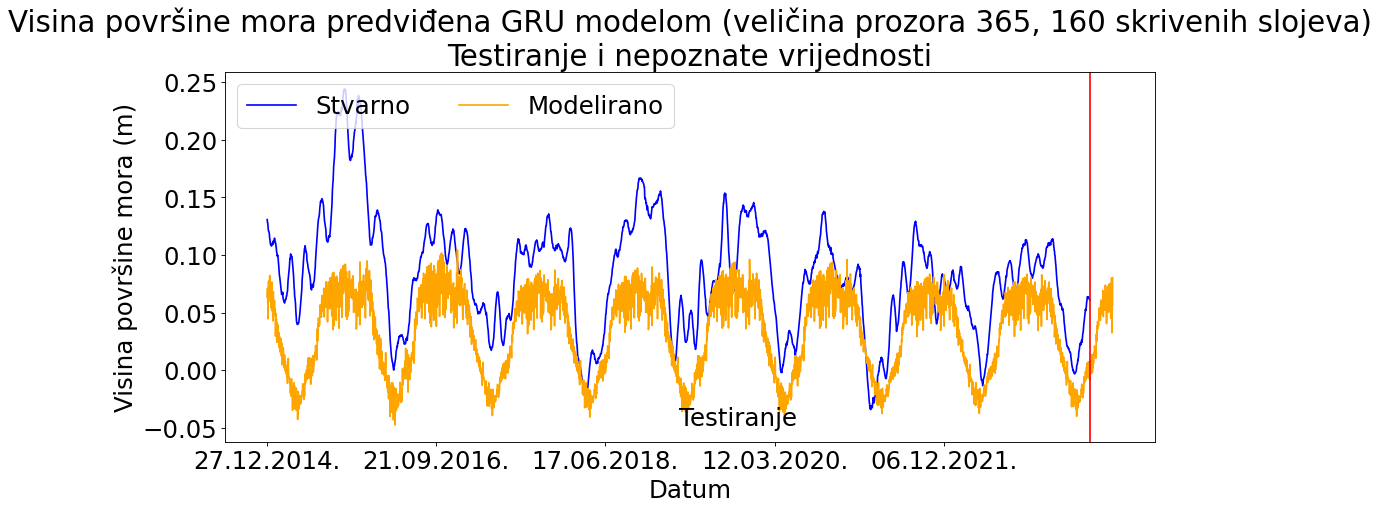 Visina površine mora predviđena GRU modelom (veličina prozora 365, 160 skrivenih slojeva)
Testiranje i nepoznate vrijednosti
Stvarno
Modelirano
Visina površine mora (m)
0.25
0.20
0.15
0.10
0.05
0.00
−0.05
Testiranje
27.12.2014.
21.09.2016.
17.06.2018.
12.03.2020.
06.12.2021.
Datum